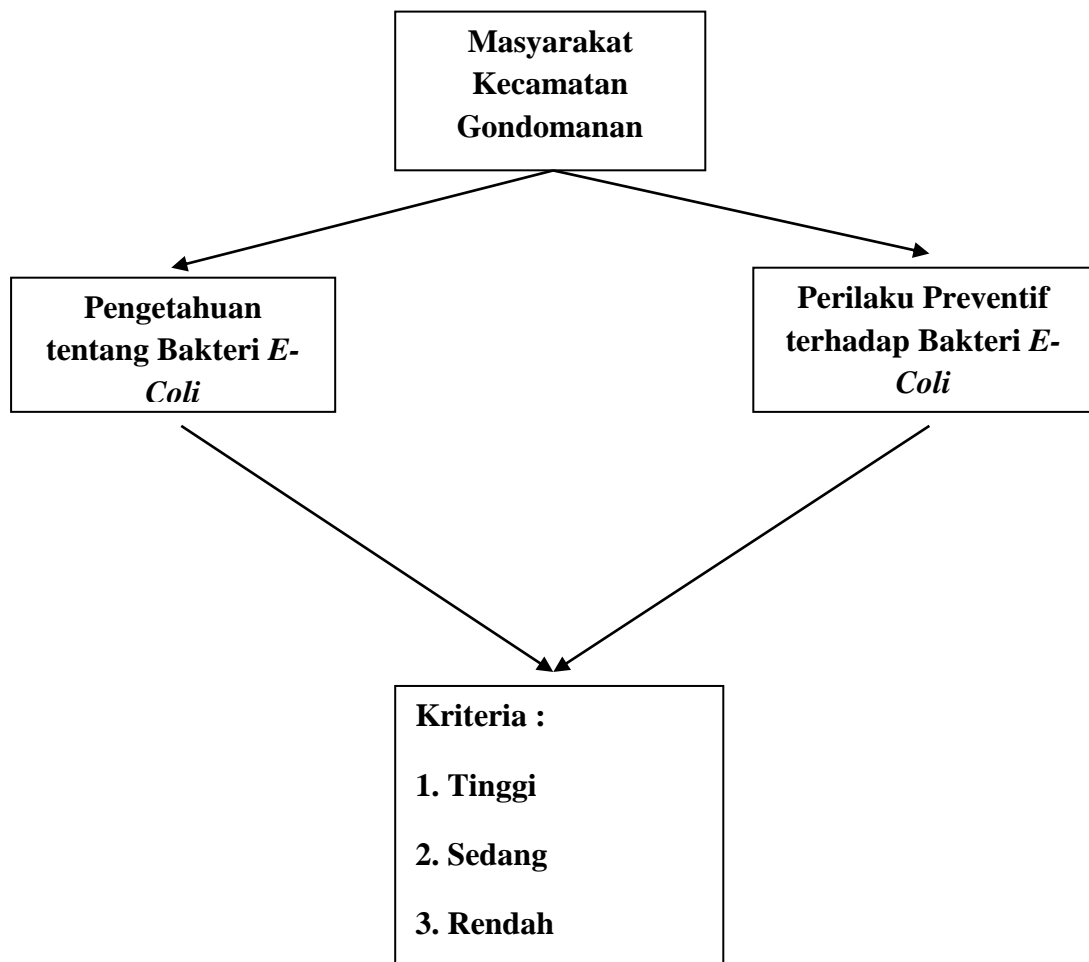 Masyarakat
Kecamatan
Gondomanan
Pengetahuan
tentang Bakteri E-
Coli
Perilaku Preventif
terhadap Bakteri E-
Coli
Kriteria :
1. Tinggi
2. Sedang
3. Rendah